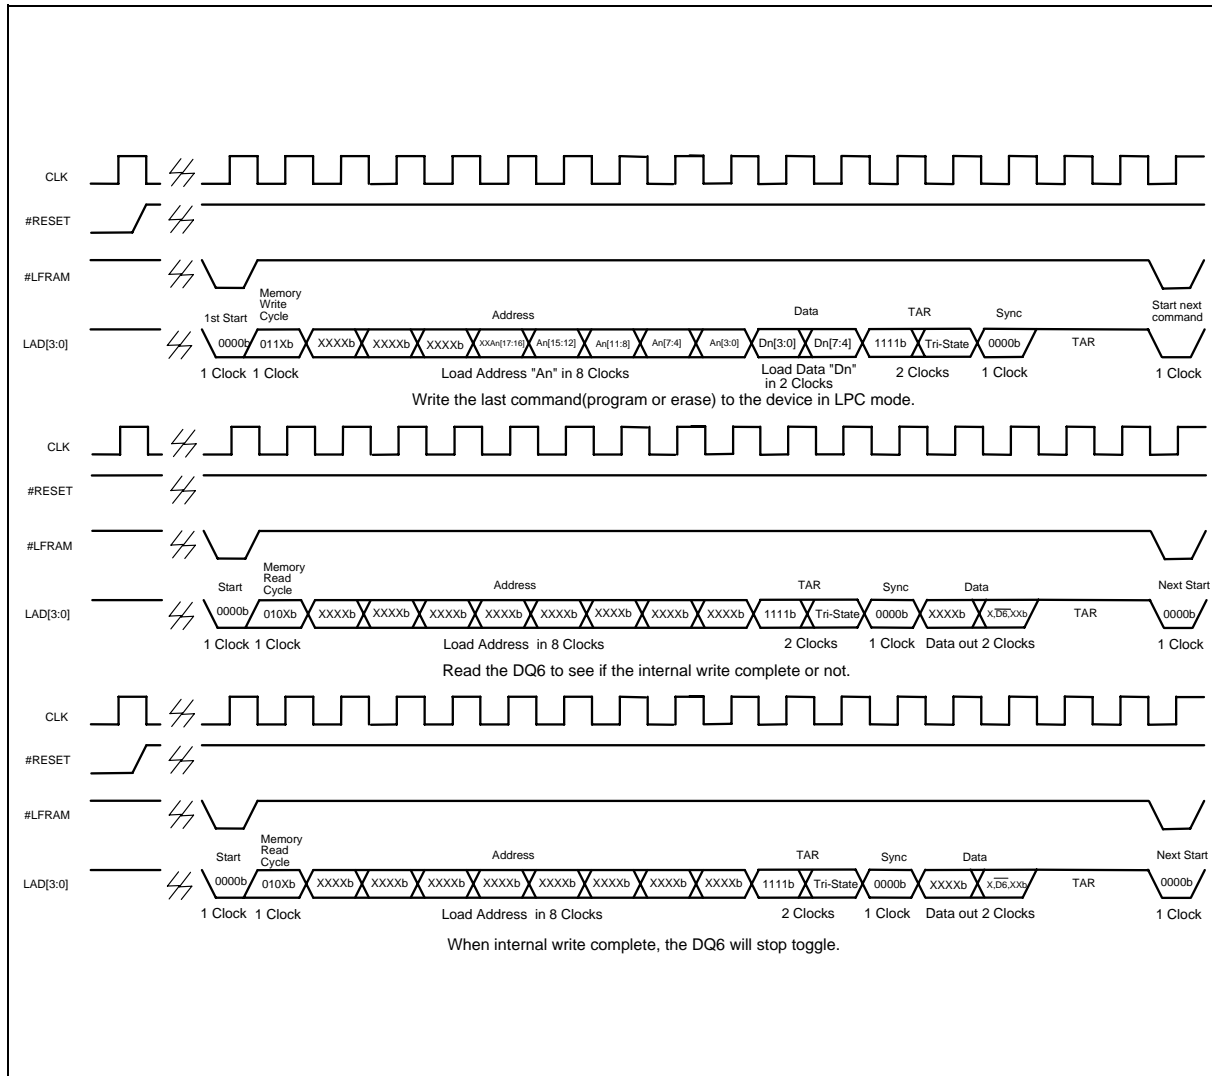 CLK
#RESET
#LFRAM
Memory
Write
Cycle
1st Start
Address
Data
TAR
Sync
Start next
command
LAD[3:0]
0000b
011Xb
XXXXb
XXXXb
XXXXb
XXAn[17:16]
An[15:12]
An[11:8]
An[7:4]
An[3:0]
Dn[3:0]
Dn[7:4]
1111b
Tri-State
0000b
TAR
1 Clock
1 Clock
Load Address "An" in 8 Clocks
Load Data "Dn"
in 2 Clocks
2 Clocks
1 Clock
1 Clock
Write the last command(program or erase) to the device in LPC mode.
CLK
#RESET
#LFRAM
Memory
Read
Cycle
Start
Address
TAR
Sync
Data
Next Start
LAD[3:0]
0000b
010Xb
XXXXb
XXXXb
XXXXb
XXXXb
XXXXb
XXXXb
XXXXb
XXXXb
1111b
Tri-State
0000b
XXXXb
X,D6,XXb
TAR
0000b
1 Clock
1 Clock
Load Address in 8 Clocks
2 Clocks
1 Clock
Data out 2 Clocks
1 Clock
Read the DQ6 to see if the internal write complete or not.
CLK
#RESET
#LFRAM
Memory
Read
Cycle
Start
Address
TAR
Sync
Data
Next Start
LAD[3:0]
0000b
010Xb
XXXXb
XXXXb
XXXXb
XXXXb
XXXXb
XXXXb
XXXXb
XXXXb
1111b
Tri-State
0000b
XXXXb
X,D6,XXb
TAR
0000b
1 Clock
1 Clock
Load Address in 8 Clocks
2 Clocks
1 Clock
Data out 2 Clocks
1 Clock
When internal write complete, the DQ6 will stop toggle.